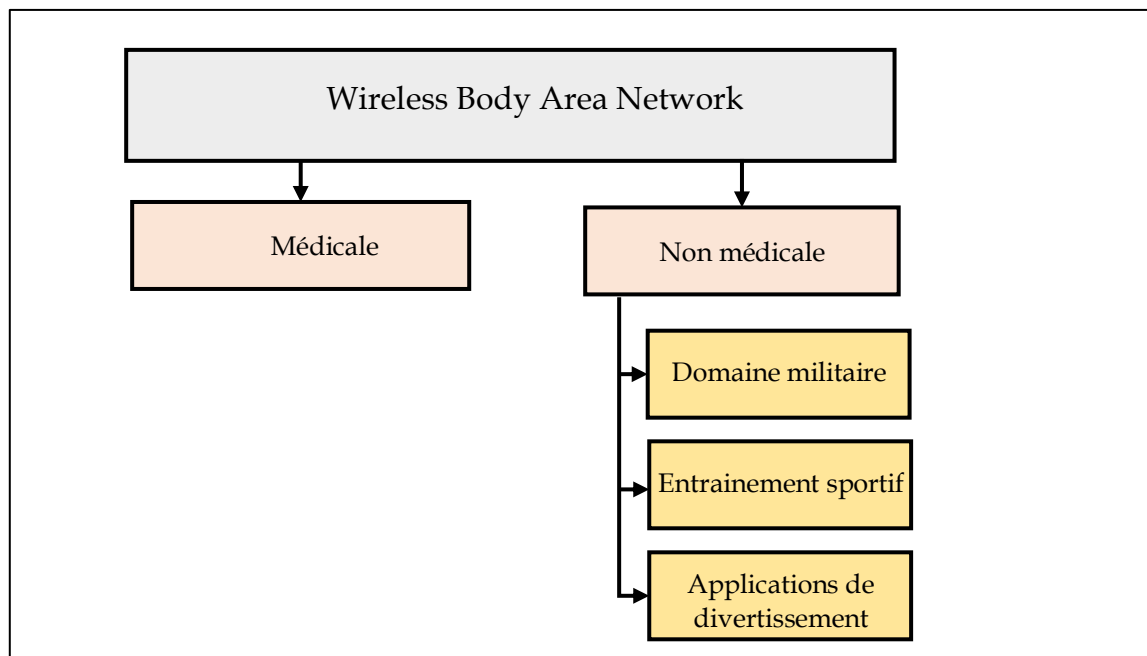 Wireless Body Area Network
Médicale
Non médicale
Domaine militaire
Entrainement sportif
Applications de
divertissement